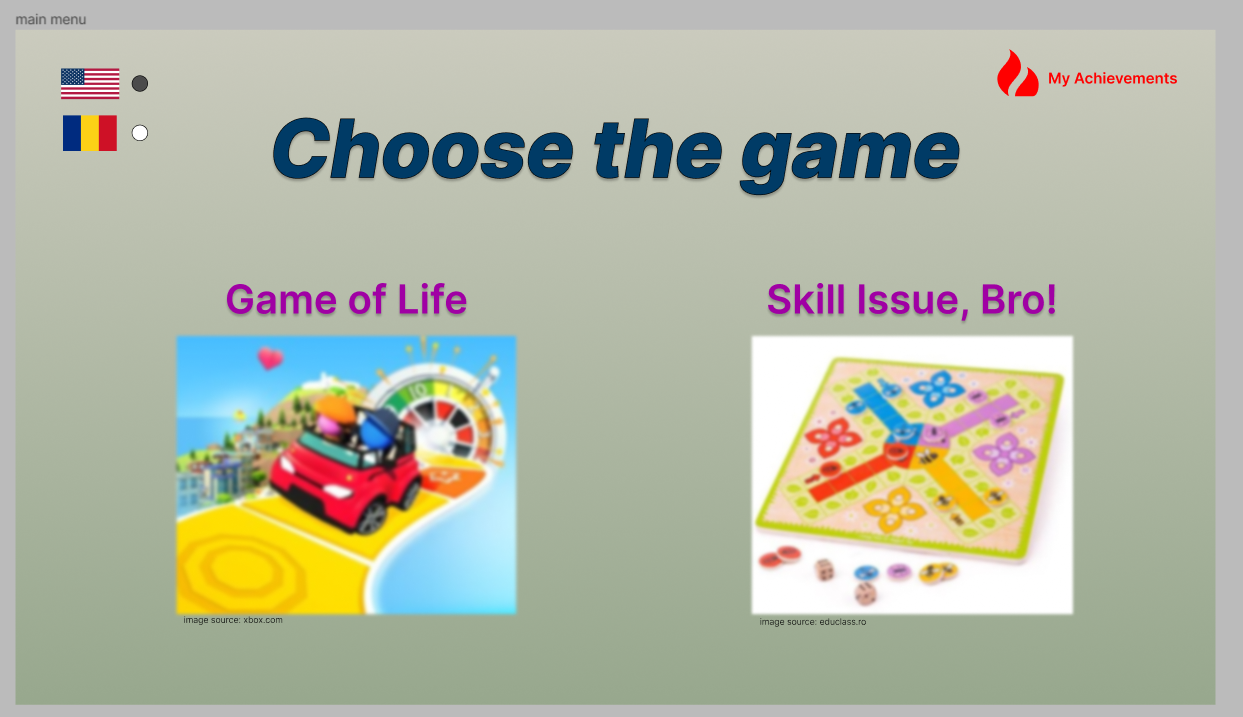 main menu
My Achievements
Choose the game
Game of Life
Skill Issue, Bro!
10
image source: xbox.com
image source: educlass.ro